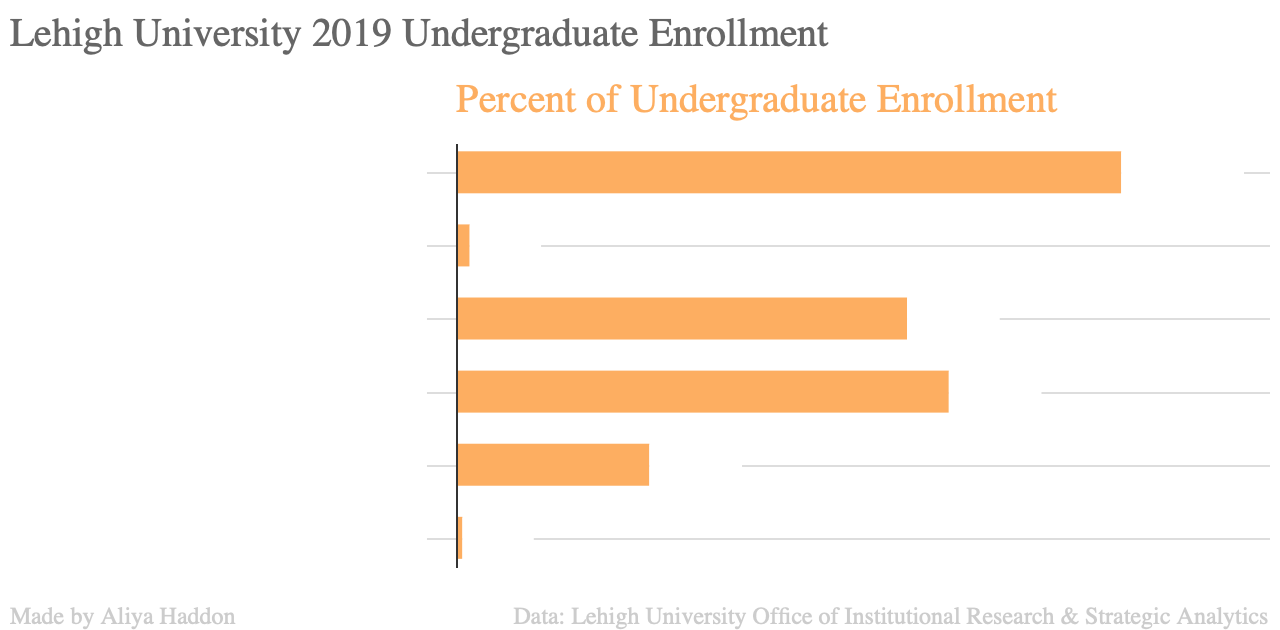 Lehigh University 2019 Undergraduate Enrollment
Percent of Undergraduate Enrollment
Made by Aliya Haddon
Data: Lehigh University Office of Institutional Research & Strategic Analytics